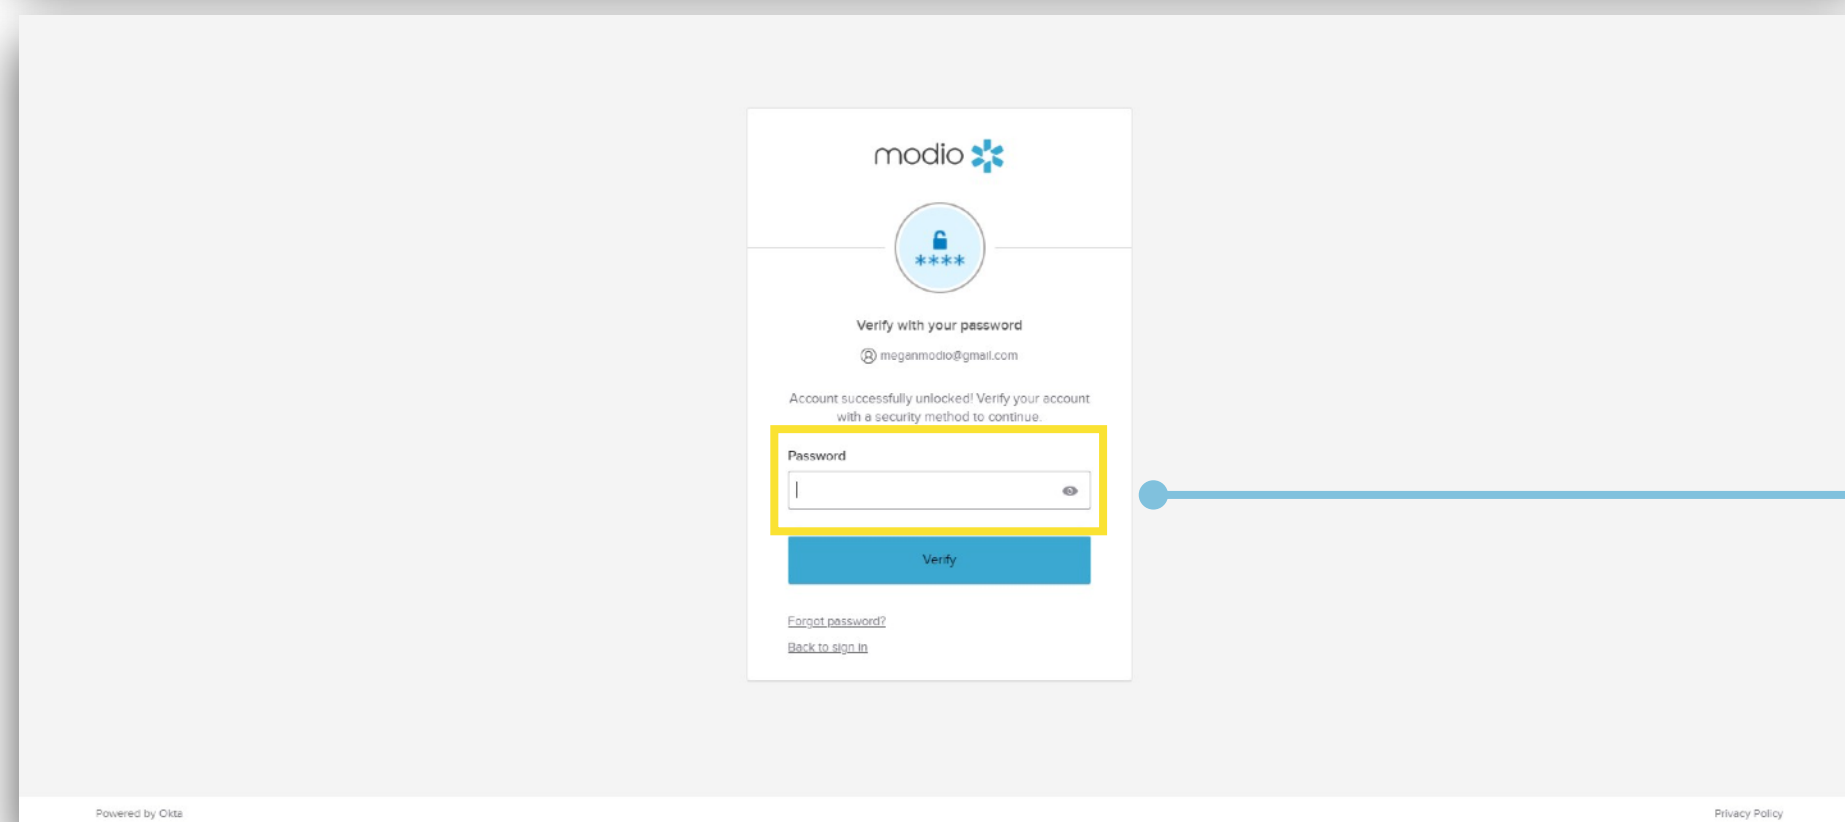 modio
****
Verify with your password
meganmodio@gmail.com
Account successfully unlocked! Verify your account
with a security method to continue.
Password
Verify
Forgot password?
Back to sign in
Powered by Okta
Privacy Policy